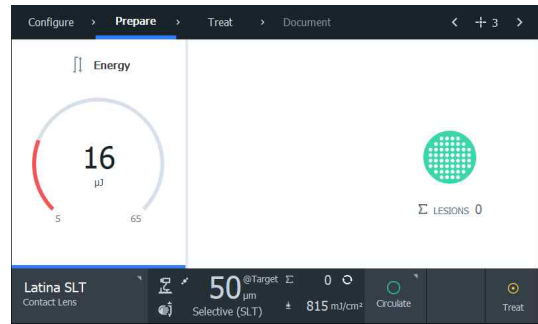 Configure > Prepare > Treat > Document < 3 >
Energy
16
µJ
5 65
Σ LESIONS 0
Latina SLT
Contact Lens
50 µm @Target
Selective (SLT)
Σ 0
815 mJ/cm²
Circulate
Treat